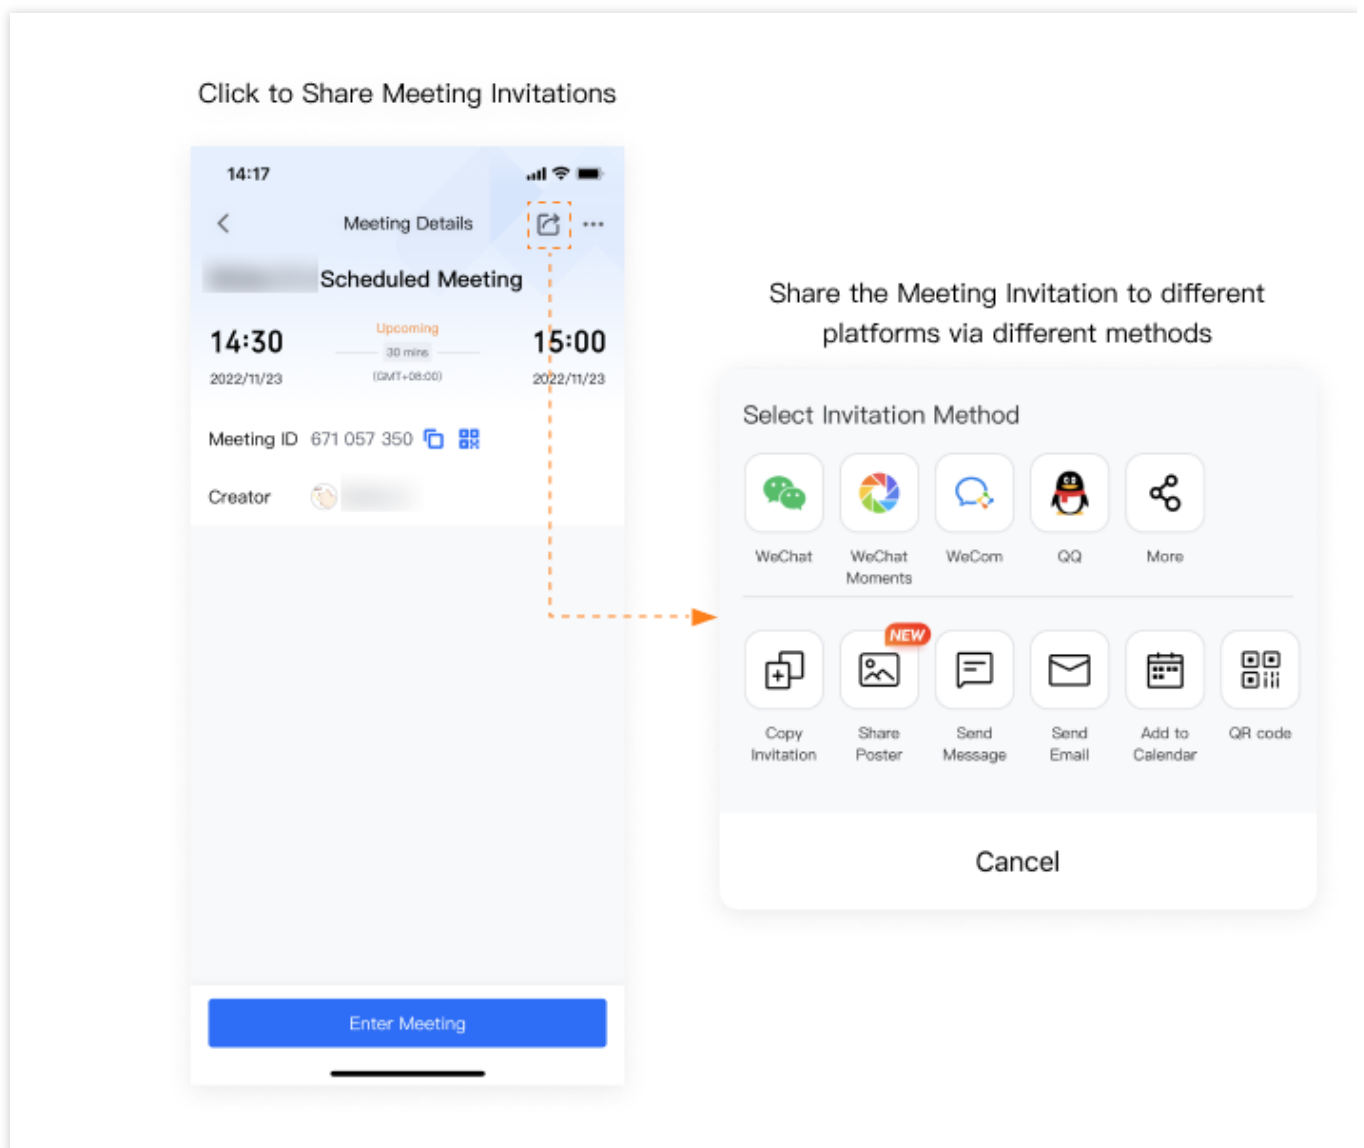 Click to Share Meeting Invitations
14:17
Meeting Details
Scheduled Meeting
14:30
Upcoming
30 mins
(GMT+08:00)
15:00
2022/11/23
2022/11/23
Meeting ID 671 057 350
Creator
Enter Meeting
Share the Meeting Invitation to different
platforms via different methods
Select Invitation Method
WeChat
WeChat
Moments
WeCom
QQ
More
NEW
Copy
Invitation
Share
Poster
Send
Message
Send
Email
Add to
Calendar
QR code
Cancel